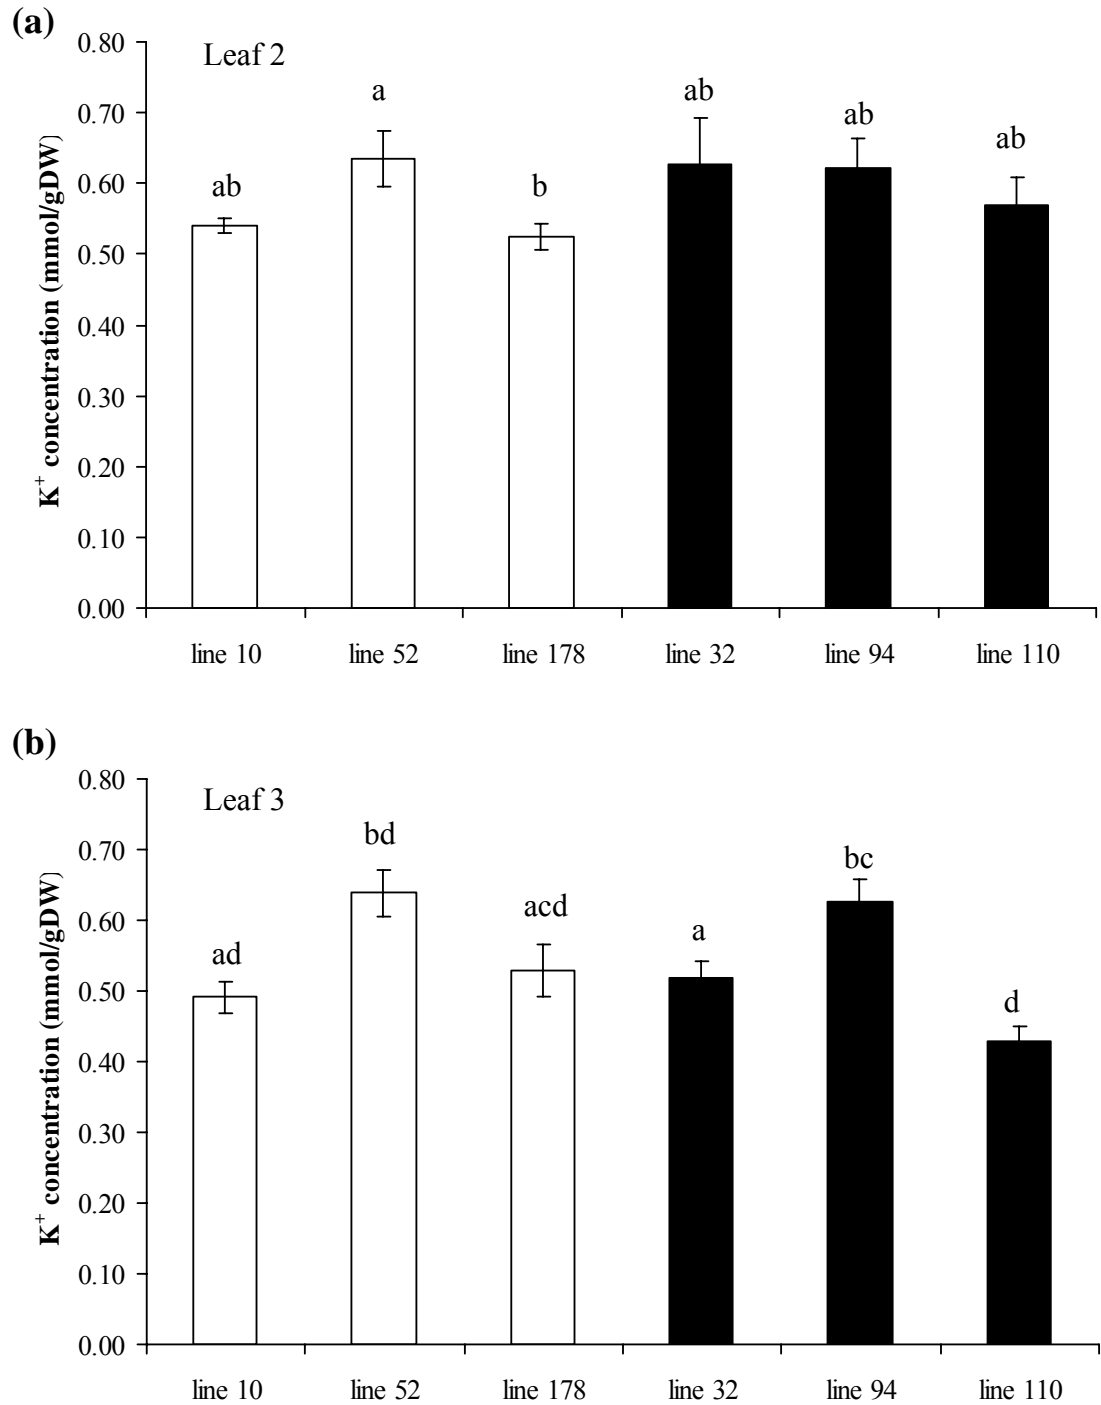 (a)
Leaf 2
K⁺ concentration (mmol/gDW)
0.80
0.70
0.60
0.50
0.40
0.30
0.20
0.10
0.00
ab
a
b
ab
ab
ab
line 10
line 52
line 178
line 32
line 94
line 110
(b)
Leaf 3
K⁺ concentration (mmol/gDW)
0.80
0.70
0.60
0.50
0.40
0.30
0.20
0.10
0.00
ad
bd
acd
a
bc
d
line 10
line 52
line 178
line 32
line 94
line 110